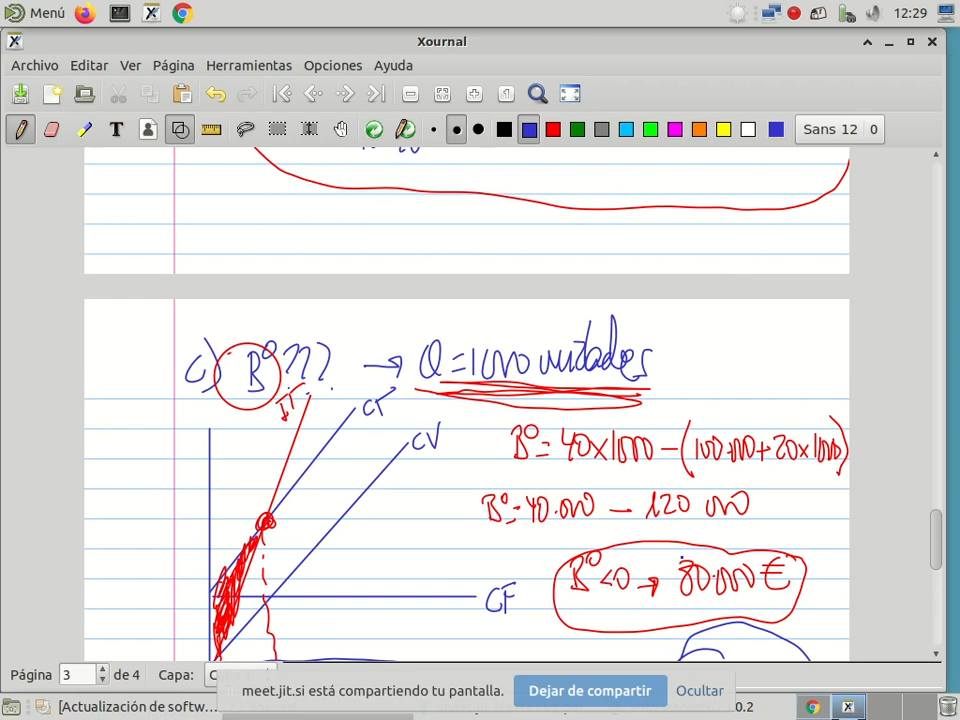 Menú 12:29
Xournal
Archivo Editar Ver Página Herramientas Opciones Ayuda
Sans 12 0
c) Bº??? → Q = 1000 unidades
IT
CT
CV
Bº = 40x1000 - (100.000 + 20x1000)
Bº = 40.000 - 120 000
Bº<0 → 80.000 €
CF
Página 3 de 4 Capa:
meet.jit.si está compartiendo tu pantalla. Dejar de compartir Ocultar
[Actualización de softw...